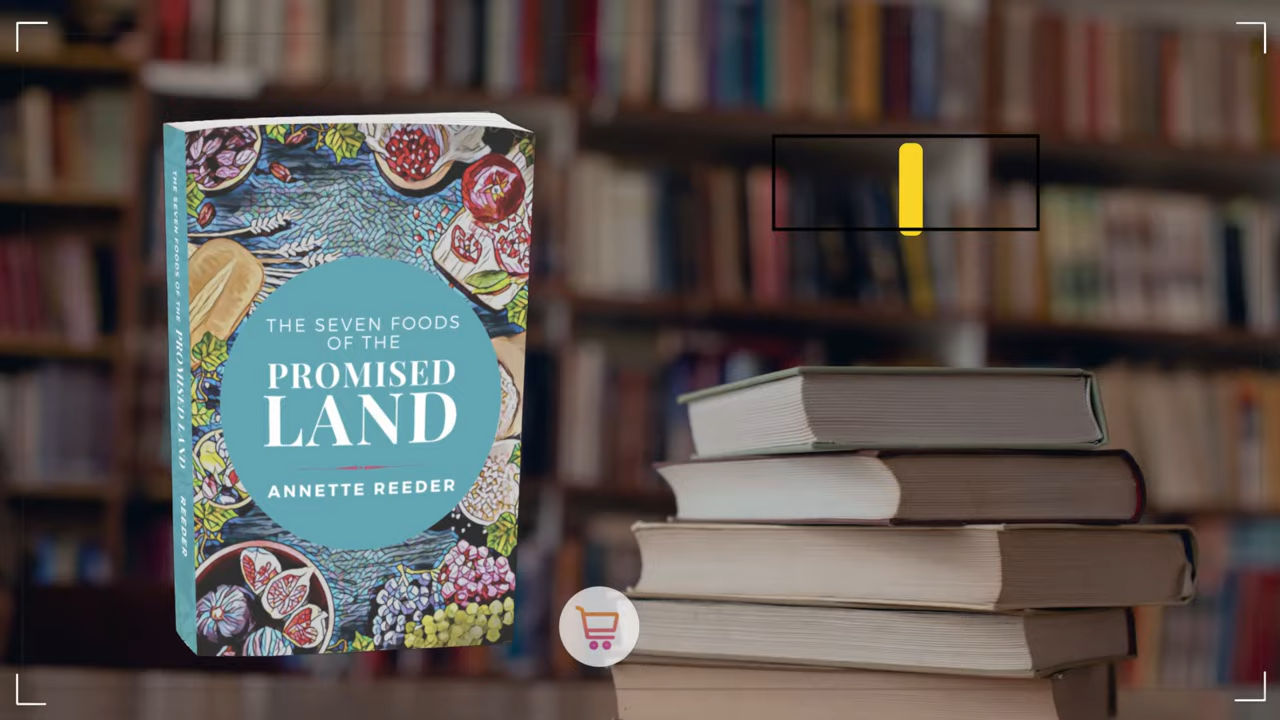 THE SEVEN FOODS OF THE PROMISED LAND REEDER
THE SEVEN FOODS
OF THE
PROMISED
LAND
ANNETTE REEDER